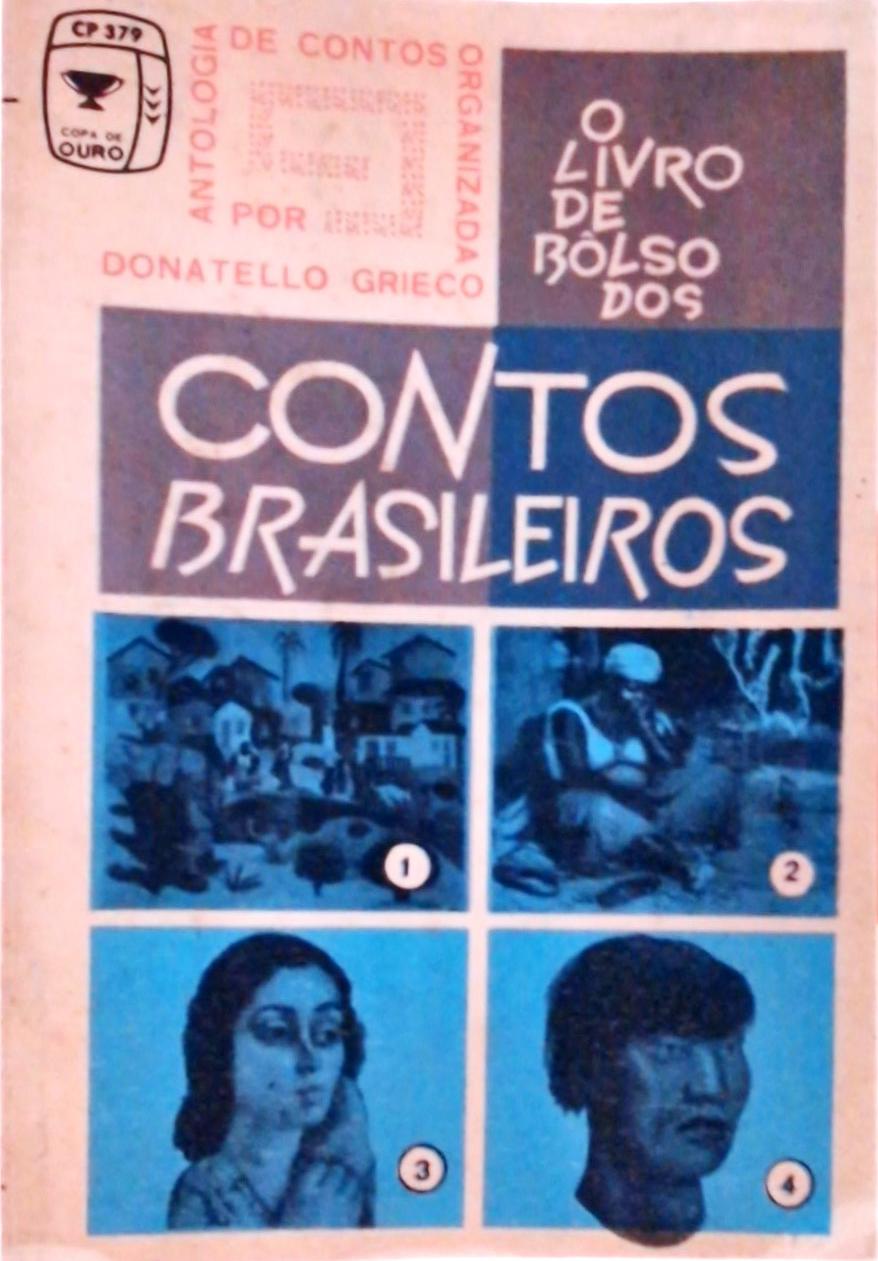 CP 379
COPA DE
OURO
ANTOLOGIA
DE CONTOS
ORGANIZADA
POR
DONATELLO GRIECO
O
LIVRO
DE
BÔLSO
DOS
CONTOS
BRASILEIROS
1
2
3
4